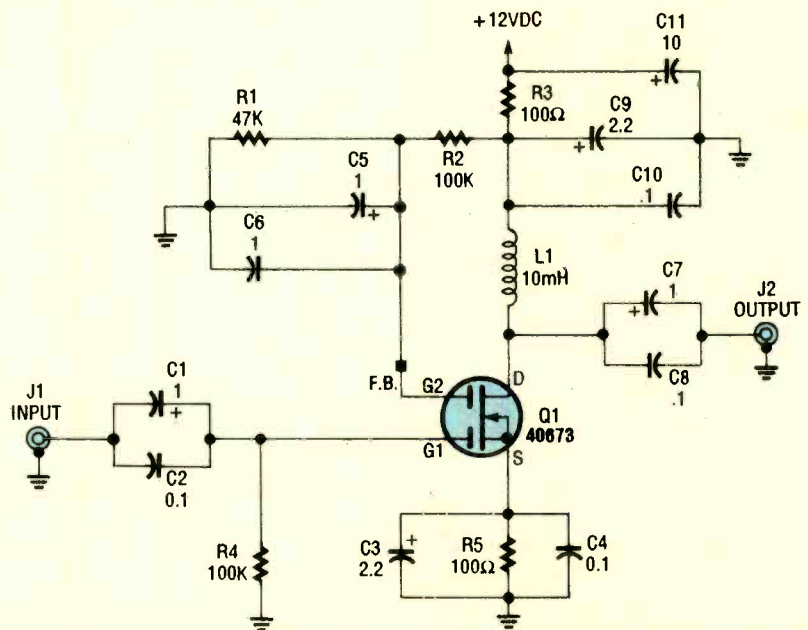 +12VDC
C11
10
+
R1
47K
R3
100Ω
C9
2.2
+
C5
1
+
R2
100K
C10
.1
C6
1
L1
10mH
C7
1
+
J2
OUTPUT
C8
.1
F.B.
G2
D
C1
1
+
J1
INPUT
Q1
40673
G1
S
C2
0.1
R4
100K
C3
2.2
+
R5
100Ω
C4
0.1